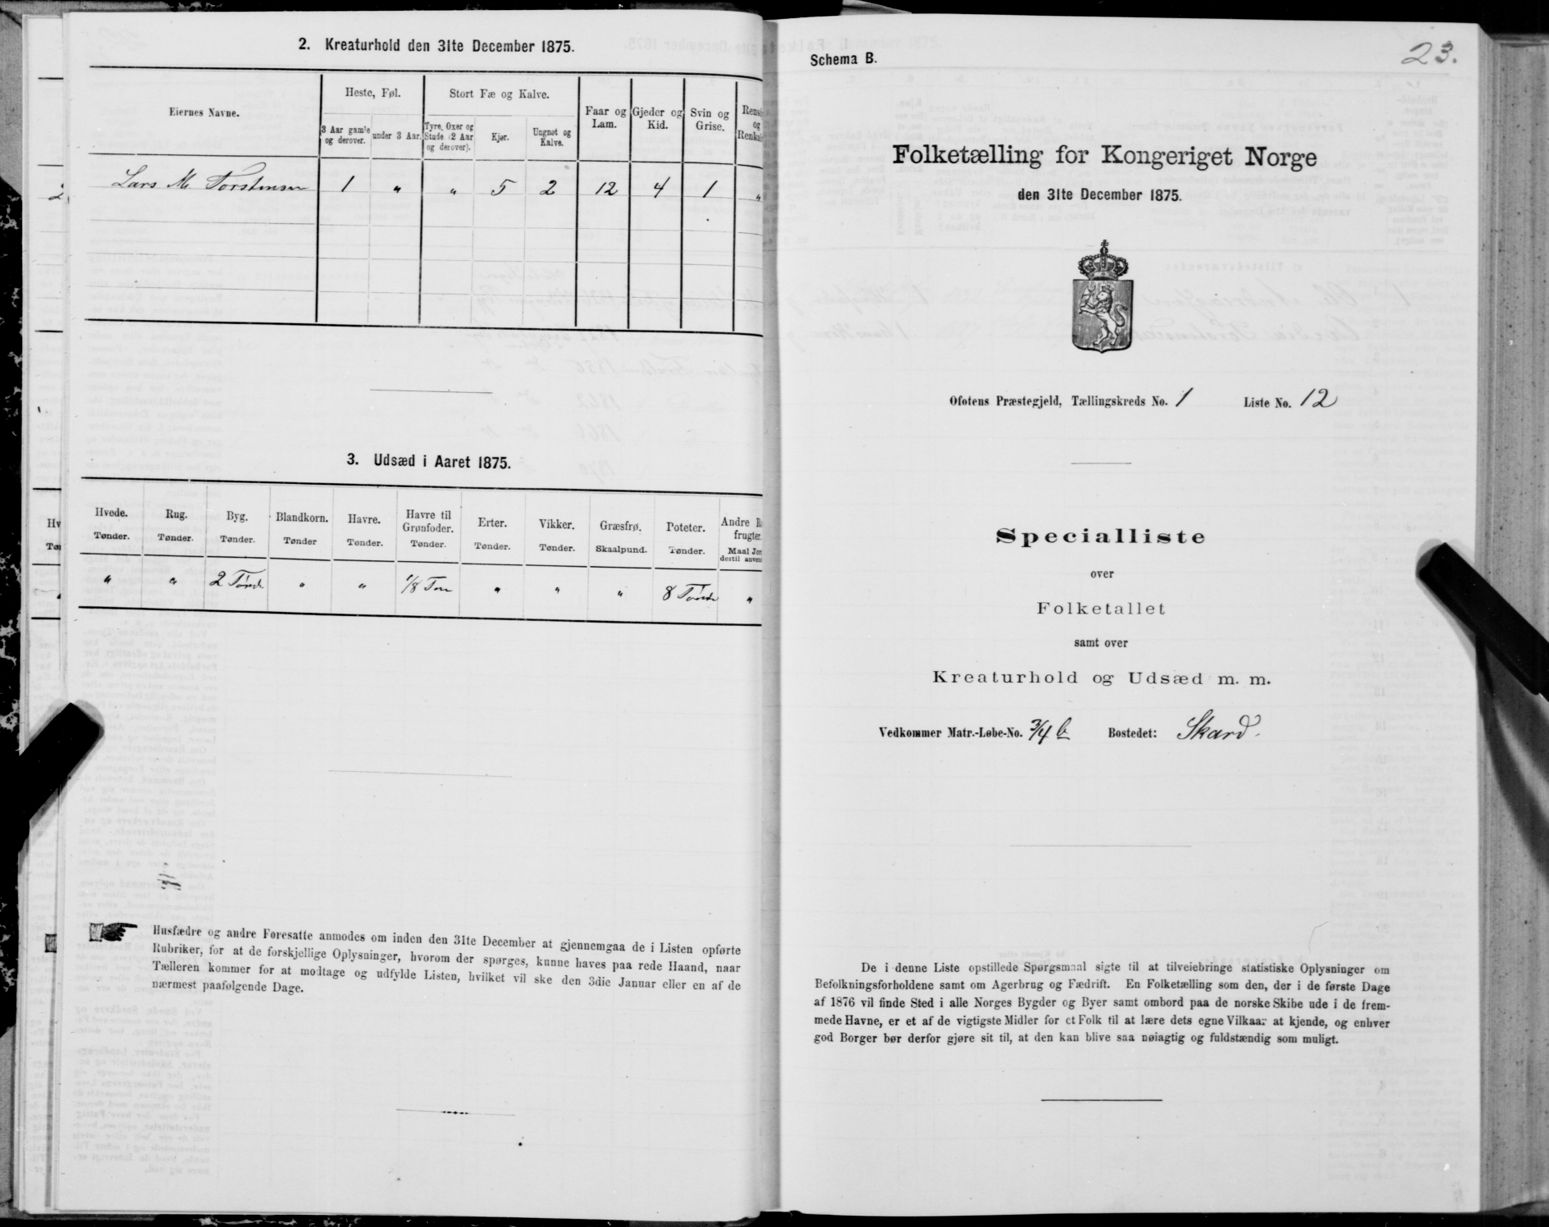 2. Kreaturhold den 31te December 1875.
Eiernes Navne.
Heste, Føl.
Stort Fæ og Kalve.
Faar og Lam.
Gjeder og Kid.
Svin og Grise.
3 Aar gamle og derover.
under 3 Aar.
Tyre, Oxer og Stude (2 Aar og derover).
Kjør.
Ungnøt og Kalve.
Lars M Torstensen 1 " " 5 2 12 4 1 "
3. Udsæd i Aaret 1875.
Hvede. Rug. Byg. Blandkorn. Havre. Havre til Grønfoder. Erter. Vikker. Græsfrø. Poteter. Andre
Tønder. Tønder. Tønder. Tønder Tønder. Tønder. Tønder. Tønder. Skaalpund. Tønder.
" " 2 Tønde " " 1/8 Ton " " " 8 Tønde "
Husfædre og andre Foresatte anmodes om inden den 31te December at gjennemgaa de i Listen opførte
Rubriker, for at de forskjellige Oplysninger, hvorom der spørges, kunne haves paa rede Haand, naar
Tælleren kommer for at modtage og udfylde Listen, hvilket vil ske den 3die Januar eller en af de
nærmest paafølgende Dage.
Schema B.
23.
Folketælling for Kongeriget Norge
den 31te December 1875.
Ofotens Præstegjeld, Tællingskreds No. 1 Liste No. 12
Specialliste
over
Folketallet
samt over
Kreaturhold og Udsæd m. m.
Vedkommer Matr.-Løbe-No. 3/4 b Bostedet: Skard.
De i denne Liste opstillede Spørgsmaal sigte til at tilveiebringe statistiske Oplysninger om
Befolkningsforholdene samt om Agerbrug og Fædrift. En Folketælling som den, der i de første Dage
af 1876 vil finde Sted i alle Norges Bygder og Byer samt ombord paa de norske Skibe ude i de frem-
mede Havne, er et af de vigtigste Midler for et Folk til at lære dets egne Vilkaar at kjende, og enhver
god Borger bør derfor gjøre sit til, at den kan blive saa nøiagtig og fuldstændig som muligt.